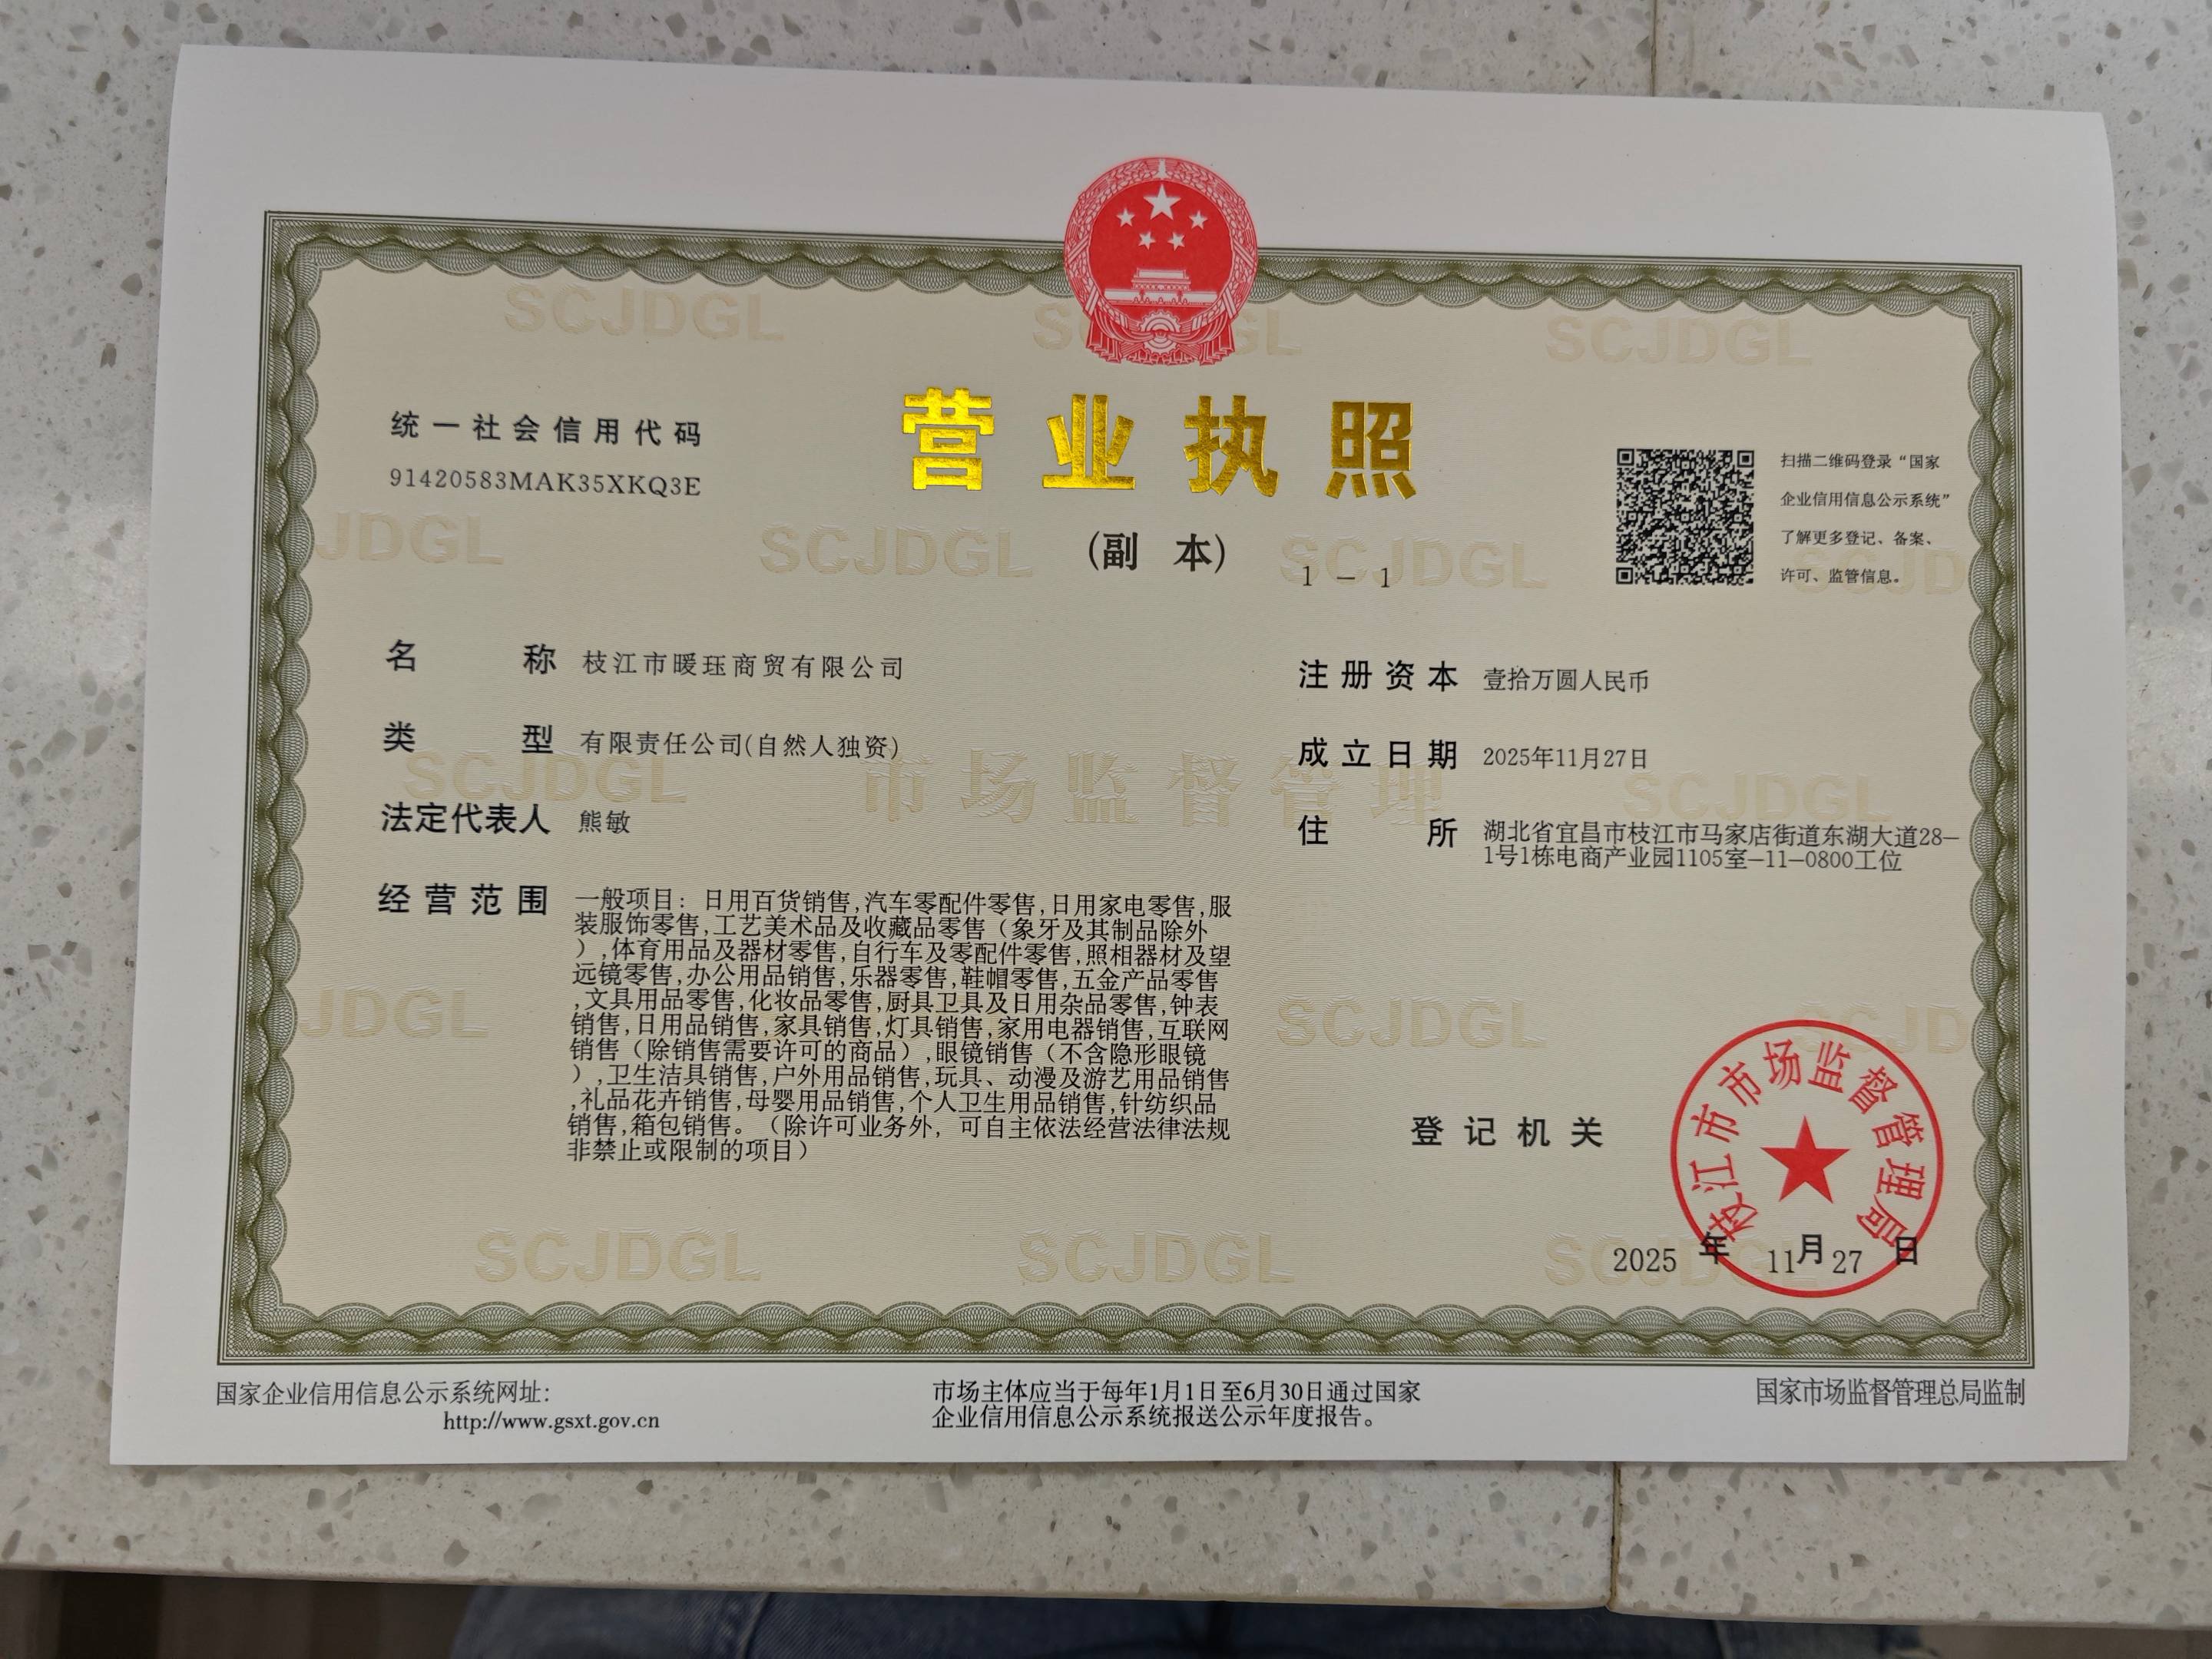 统一社会信用代码
91420583MAK35XKQ3E
营业执照
(副 本)
1-1
扫描二维码登录“国家
企业信用信息公示系统”
了解更多登记、备案、
许可、监管信息。
名 称 枝江市暖珏商贸有限公司
类 型 有限责任公司(自然人独资)
法定代表人 熊敏
经营范围 一般项目：日用百货销售,汽车零配件零售,日用家电零售,服
装服饰零售,工艺美术品及收藏品零售（象牙及其制品除外
）,体育用品及器材零售,自行车及零配件零售,照相器材及望
远镜零售,办公用品销售,乐器零售,鞋帽零售,五金产品零售
,文具用品零售,化妆品零售,厨具卫具及日用杂品零售,钟表
销售,日用品销售,家具销售,灯具销售,家用电器销售,互联网
销售（除销售需要许可的商品）,眼镜销售（不含隐形眼镜
）,卫生洁具销售,户外用品销售,玩具、动漫及游艺用品销售
,礼品花卉销售,母婴用品销售,个人卫生用品销售,针纺织品
销售,箱包销售。（除许可业务外，可自主依法经营法律法规
非禁止或限制的项目）
注册资本 壹拾万圆人民币
成立日期 2025年11月27日
住 所 湖北省宜昌市枝江市马家店街道东湖大道28-
1号1栋电商产业园1105室-11-0800工位
登记机关
枝江市市场监督管理局
2025 年 11月27 日
国家企业信用信息公示系统网址:
http://www.gsxt.gov.cn
市场主体应当于每年1月1日至6月30日通过国家
企业信用信息公示系统报送公示年度报告。
国家市场监督管理总局监制
SCJDGL
市场监督管理